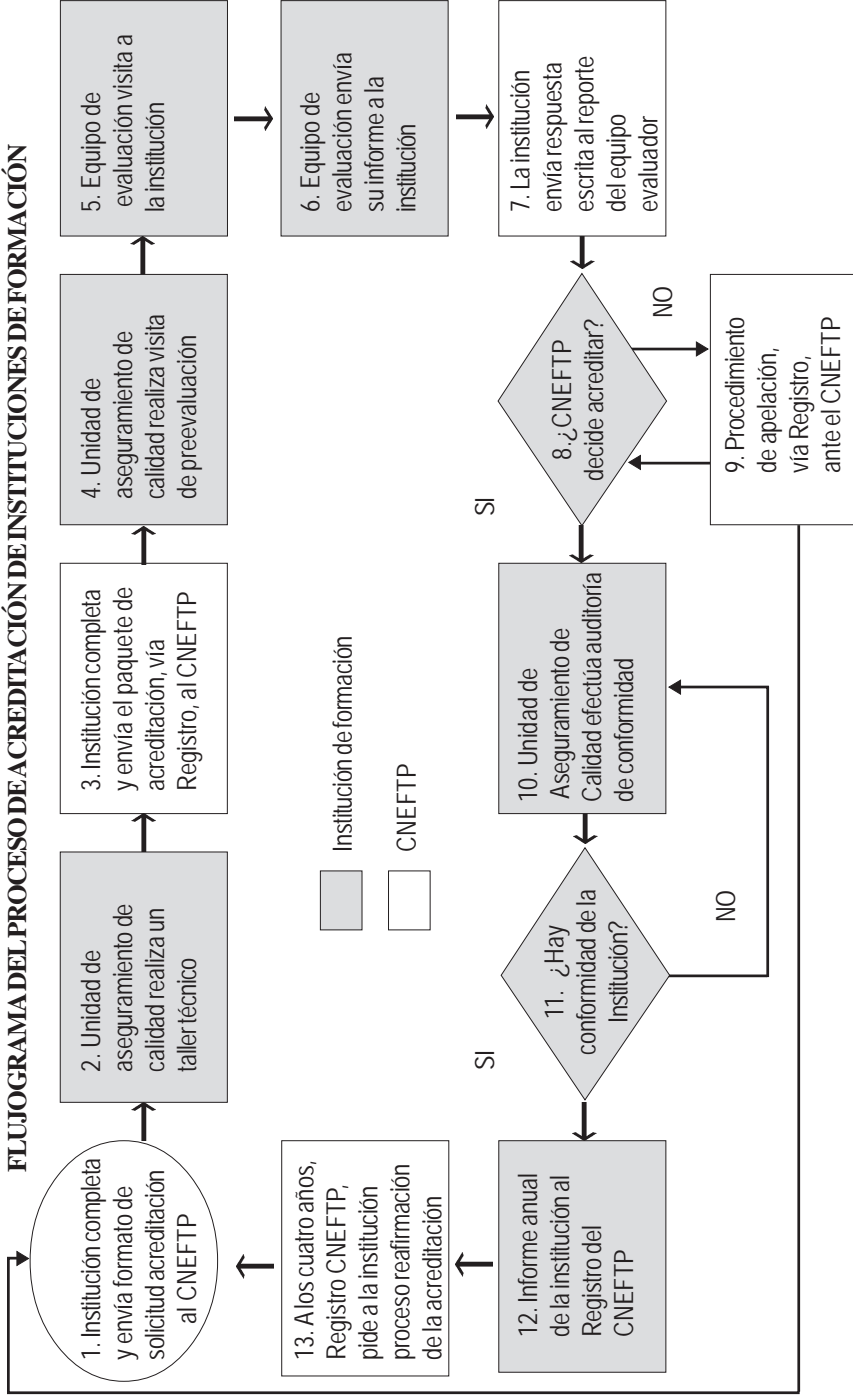 FLUJOGRAMA DEL PROCESO DE ACREDITACIÓN DE INSTITUCIONES DE FORMACIÓN
1. Institución completa
y envía formato de
solicitud acreditacion
al CNEFTP
2. Unidad de
aseguramiento de
calidad realiza un
taller técnico
3. Institución completa
y envía el paquete de
acreditación, vía
Registro, al CNEFTP
4. Unidad de
aseguramiento de
calidad realiza visita
de preevaluación
5. Equipo de
evaluación visita a
la institución
6. Equipo de
evaluación envía
su informe a la
institución
7. La institución
envía respuesta
escrita al reporte
del equipo
evaluador
8.¿CNEFTP
decide acreditar?
NO
SI
9. Procedimiento
de apelación,
vía Registro,
ante el CNEFTP
10. Unidad de
Aseguramiento de
Calidad efectúa auditoría
de conformidad
11. ¿Hay
conformidad de la
Institución?
NO
SI
12. Informe anual
de la institución al
Registro del
CNEFTP
13. A los cuatro años,
Registro CNEFTP,
pide a la institución
proceso reafirmación
de la acreditación
Institución de formación
CNEFTP